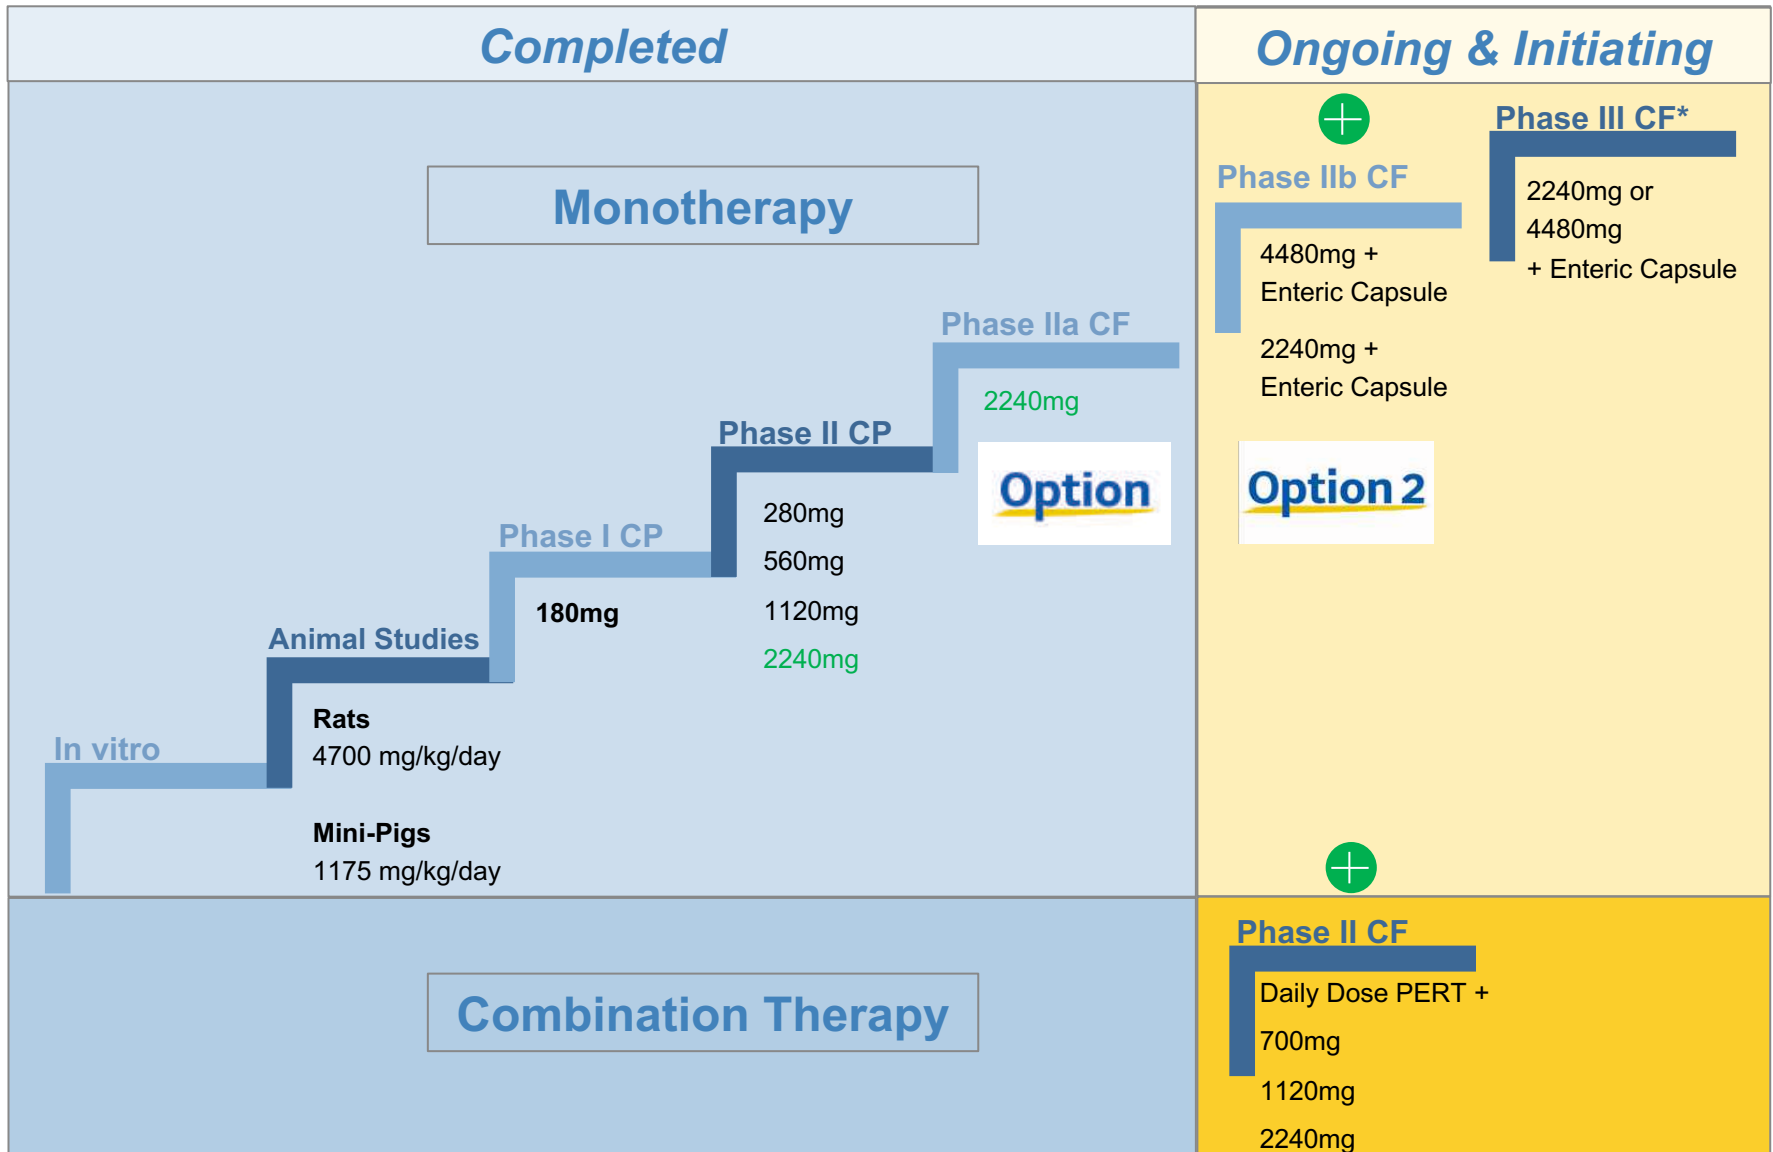 Completed
Ongoing & Initiating
Monotherapy
In vitro
Animal Studies
Rats
4700 mg/kg/day
Mini-Pigs
1175 mg/kg/day
Phase I CP
180mg
Phase II CP
280mg
560mg
1120mg
2240mg
Phase IIa CF
2240mg
Option
Phase IIb CF
4480mg +
Enteric Capsule
2240mg +
Enteric Capsule
Option 2
Phase III CF*
2240mg or
4480mg
+ Enteric Capsule
Combination Therapy
Phase II CF
Daily Dose PERT +
700mg
1120mg
2240mg